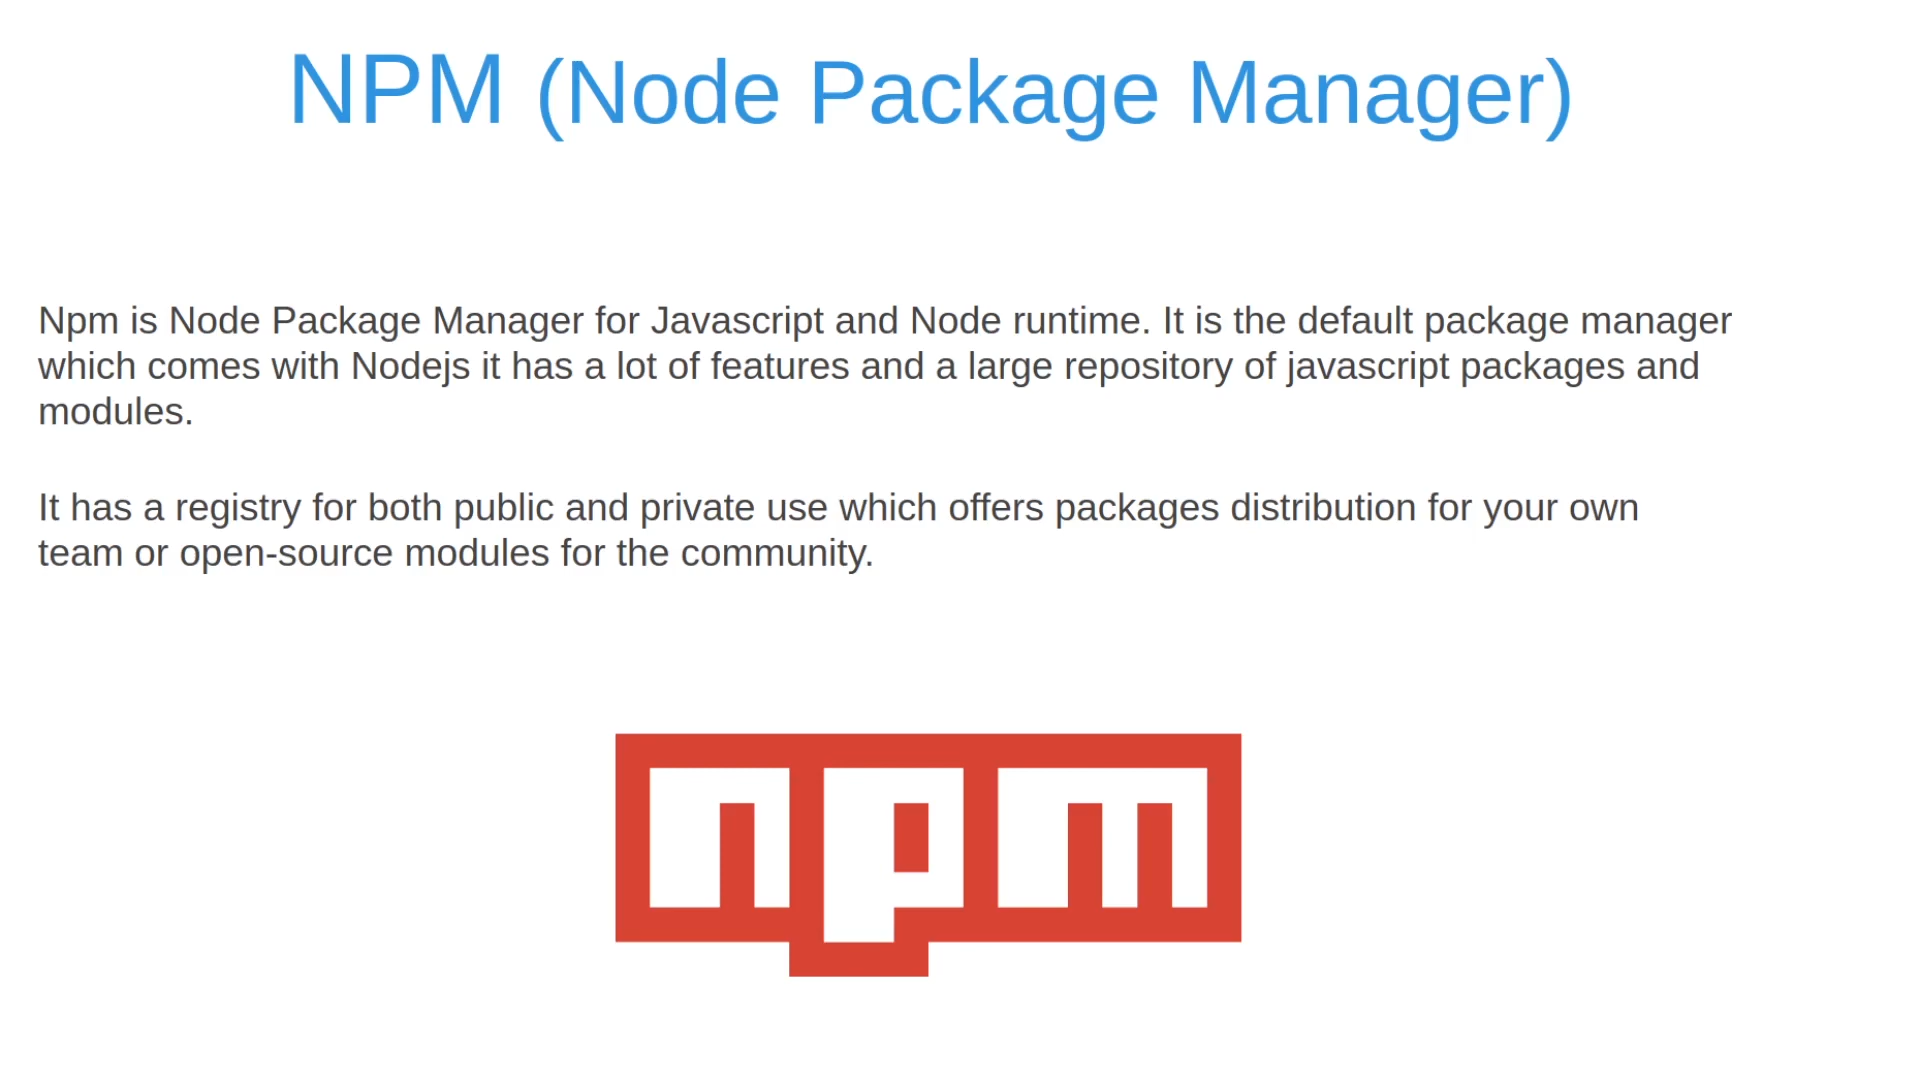 NPM (Node Package Manager)
Npm is Node Package Manager for Javascript and Node runtime. It is the default package manager
which comes with Nodejs it has a lot of features and a large repository of javascript packages and
modules.
It has a registry for both public and private use which offers packages distribution for your own
team or open-source modules for the community.
npm